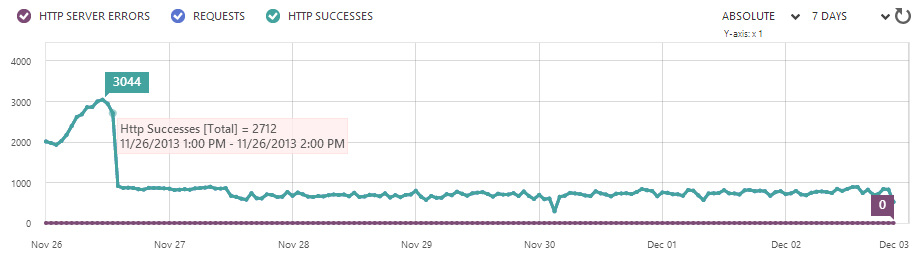 HTTP SERVER ERRORS REQUESTS HTTP SUCCESSES ABSOLUTE 7 DAYS
Y-axis: x 1
4000
3044
3000
Http Successes [Total] = 2712
11/26/2013 1:00 PM - 11/26/2013 2:00 PM
2000
1000
0
0
Nov 26 Nov 27 Nov 28 Nov 29 Nov 30 Dec 01 Dec 02 Dec 03